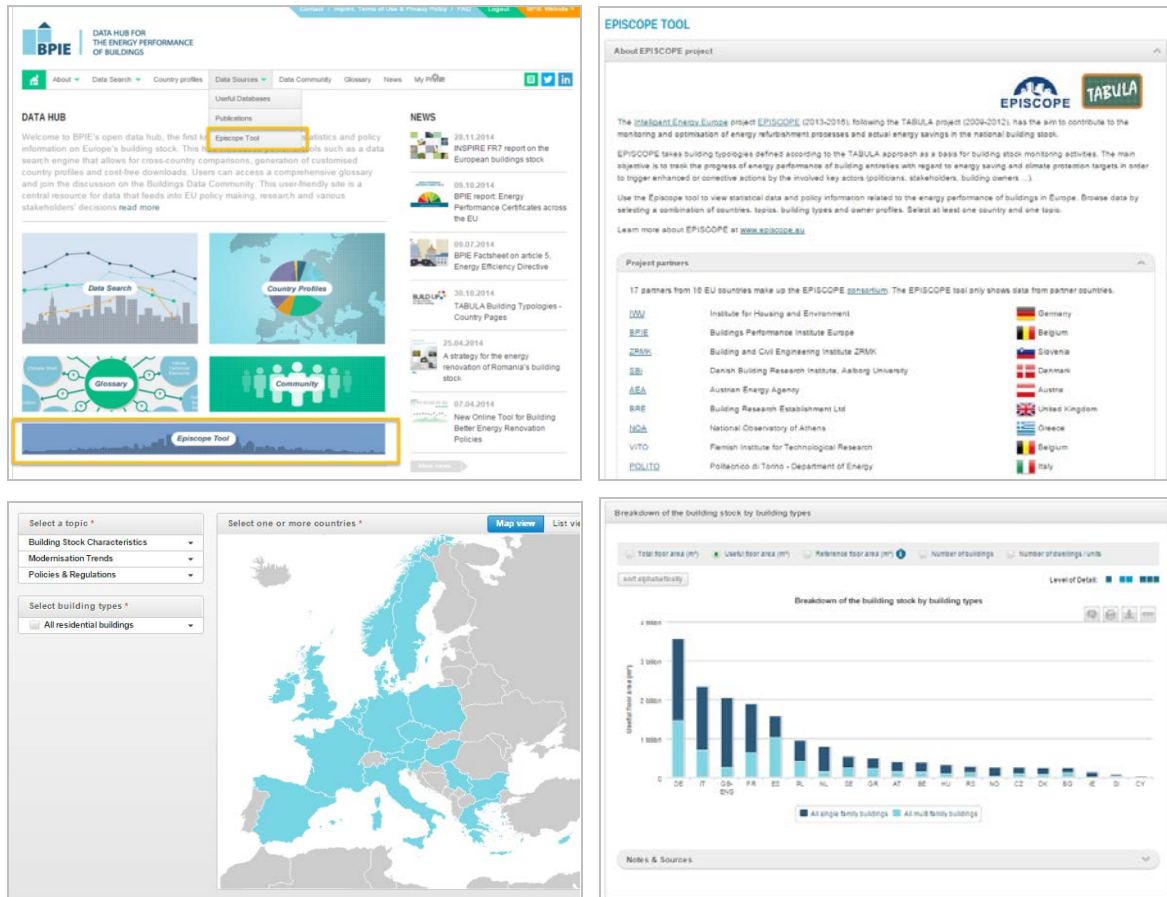 Contact / Imprint, Terms of Use & Privacy Policy / FAQ Logout BPIE Website
BPIE
DATA HUB FOR
THE ENERGY PERFORMANCE
OF BUILDINGS
About Data Search Country profiles Data Sources Data Community Glossary News My Profile
Useful Databases
Publications
Episcope Tool
DATA HUB
Welcome to BPIE's open data hub, the first statistics and policy
information on Europe's building stock. This tools such as a data
search engine that allows for cross-country comparisons, generation of customised
country profiles and cost-free downloads. Users can access a comprehensive glossary
and join the discussion on the Buildings Data Community. This user-friendly site is a
central resource for data that feeds into EU policy making, research and various
stakeholders' decisions read more
Data Search
Country Profiles
Glossary
Community
Episcope Tool
NEWS
28.11.2014
INSPIRE FR7 report on the
European buildings stock
09.10.2014
BPIE report: Energy
Performance Certificates across
the EU
09.07.2014
BPIE Factsheet on article 5,
Energy Efficiency Directive
BUILD UP
30.10.2014
TABULA Building Typologies -
Country Pages
25.04.2014
A strategy for the energy
renovation of Romania's building
stock
07.04.2014
New Online Tool for Building
Better Energy Renovation
Policies
More news
EPISCOPE TOOL
About EPISCOPE project
EPISCOPE
TABULA
The Intelligent Energy Europe project EPISCOPE (2013-2016), following the TABULA project (2009-2012), has the aim to contribute to the
monitoring and optimisation of energy refurbishment processes and actual energy savings in the national building stock.
EPISCOPE takes building typologies defined according to the TABULA approach as a basis for building stock monitoring activities. The main
objective is to track the progress of energy performance of building entireties with regard to energy saving and climate protection targets in order
to trigger enhanced or corrective actions by the involved key actors (politicians, stakeholders, building owners ...).
Use the Episcope tool to view statistical data and policy information related to the energy performance of buildings in Europe. Browse data by
selecting a combination of countries, topics, building types and owner profiles. Select at least one country and one topic.
Learn more about EPISCOPE at www.episcope.eu
Project partners
17 partners from 16 EU countries make up the EPISCOPE consortium. The EPISCOPE tool only shows data from partner countries.
IWU Institute for Housing and Environment Germany
BPIE Buildings Performance Institute Europe Belgium
ZRMK Building and Civil Engineering Institute ZRMK Slovenia
SBi Danish Building Research Institute, Aalborg University Denmark
AEA Austrian Energy Agency Austria
BRE Building Research Establishment Ltd United Kingdom
NOA National Observatory of Athens Greece
VITO Flemish Institute for Technological Research Belgium
POLITO Politecnico di Torino - Department of Energy Italy
Select a topic *
Building Stock Characteristics
Modernisation Trends
Policies & Regulations
Select building types *
All residential buildings
Select one or more countries *
Map view List vie
Breakdown of the building stock by building types
Total floor area (m²) Useful floor area (m²) Reference floor area (m²) Number of buildings Number of dwellings / units
sort alphabetically
Level of Detail:
Breakdown of the building stock by building types
Useful floor area (m²)
4 billion
3 billion
2 billion
1 billion
0
DE IT GB-ENG FR ES PL NL SE GR AT BE HU RS NO CZ DK BG IE SI CY
All single family buildings All multi family buildings
Notes & Sources